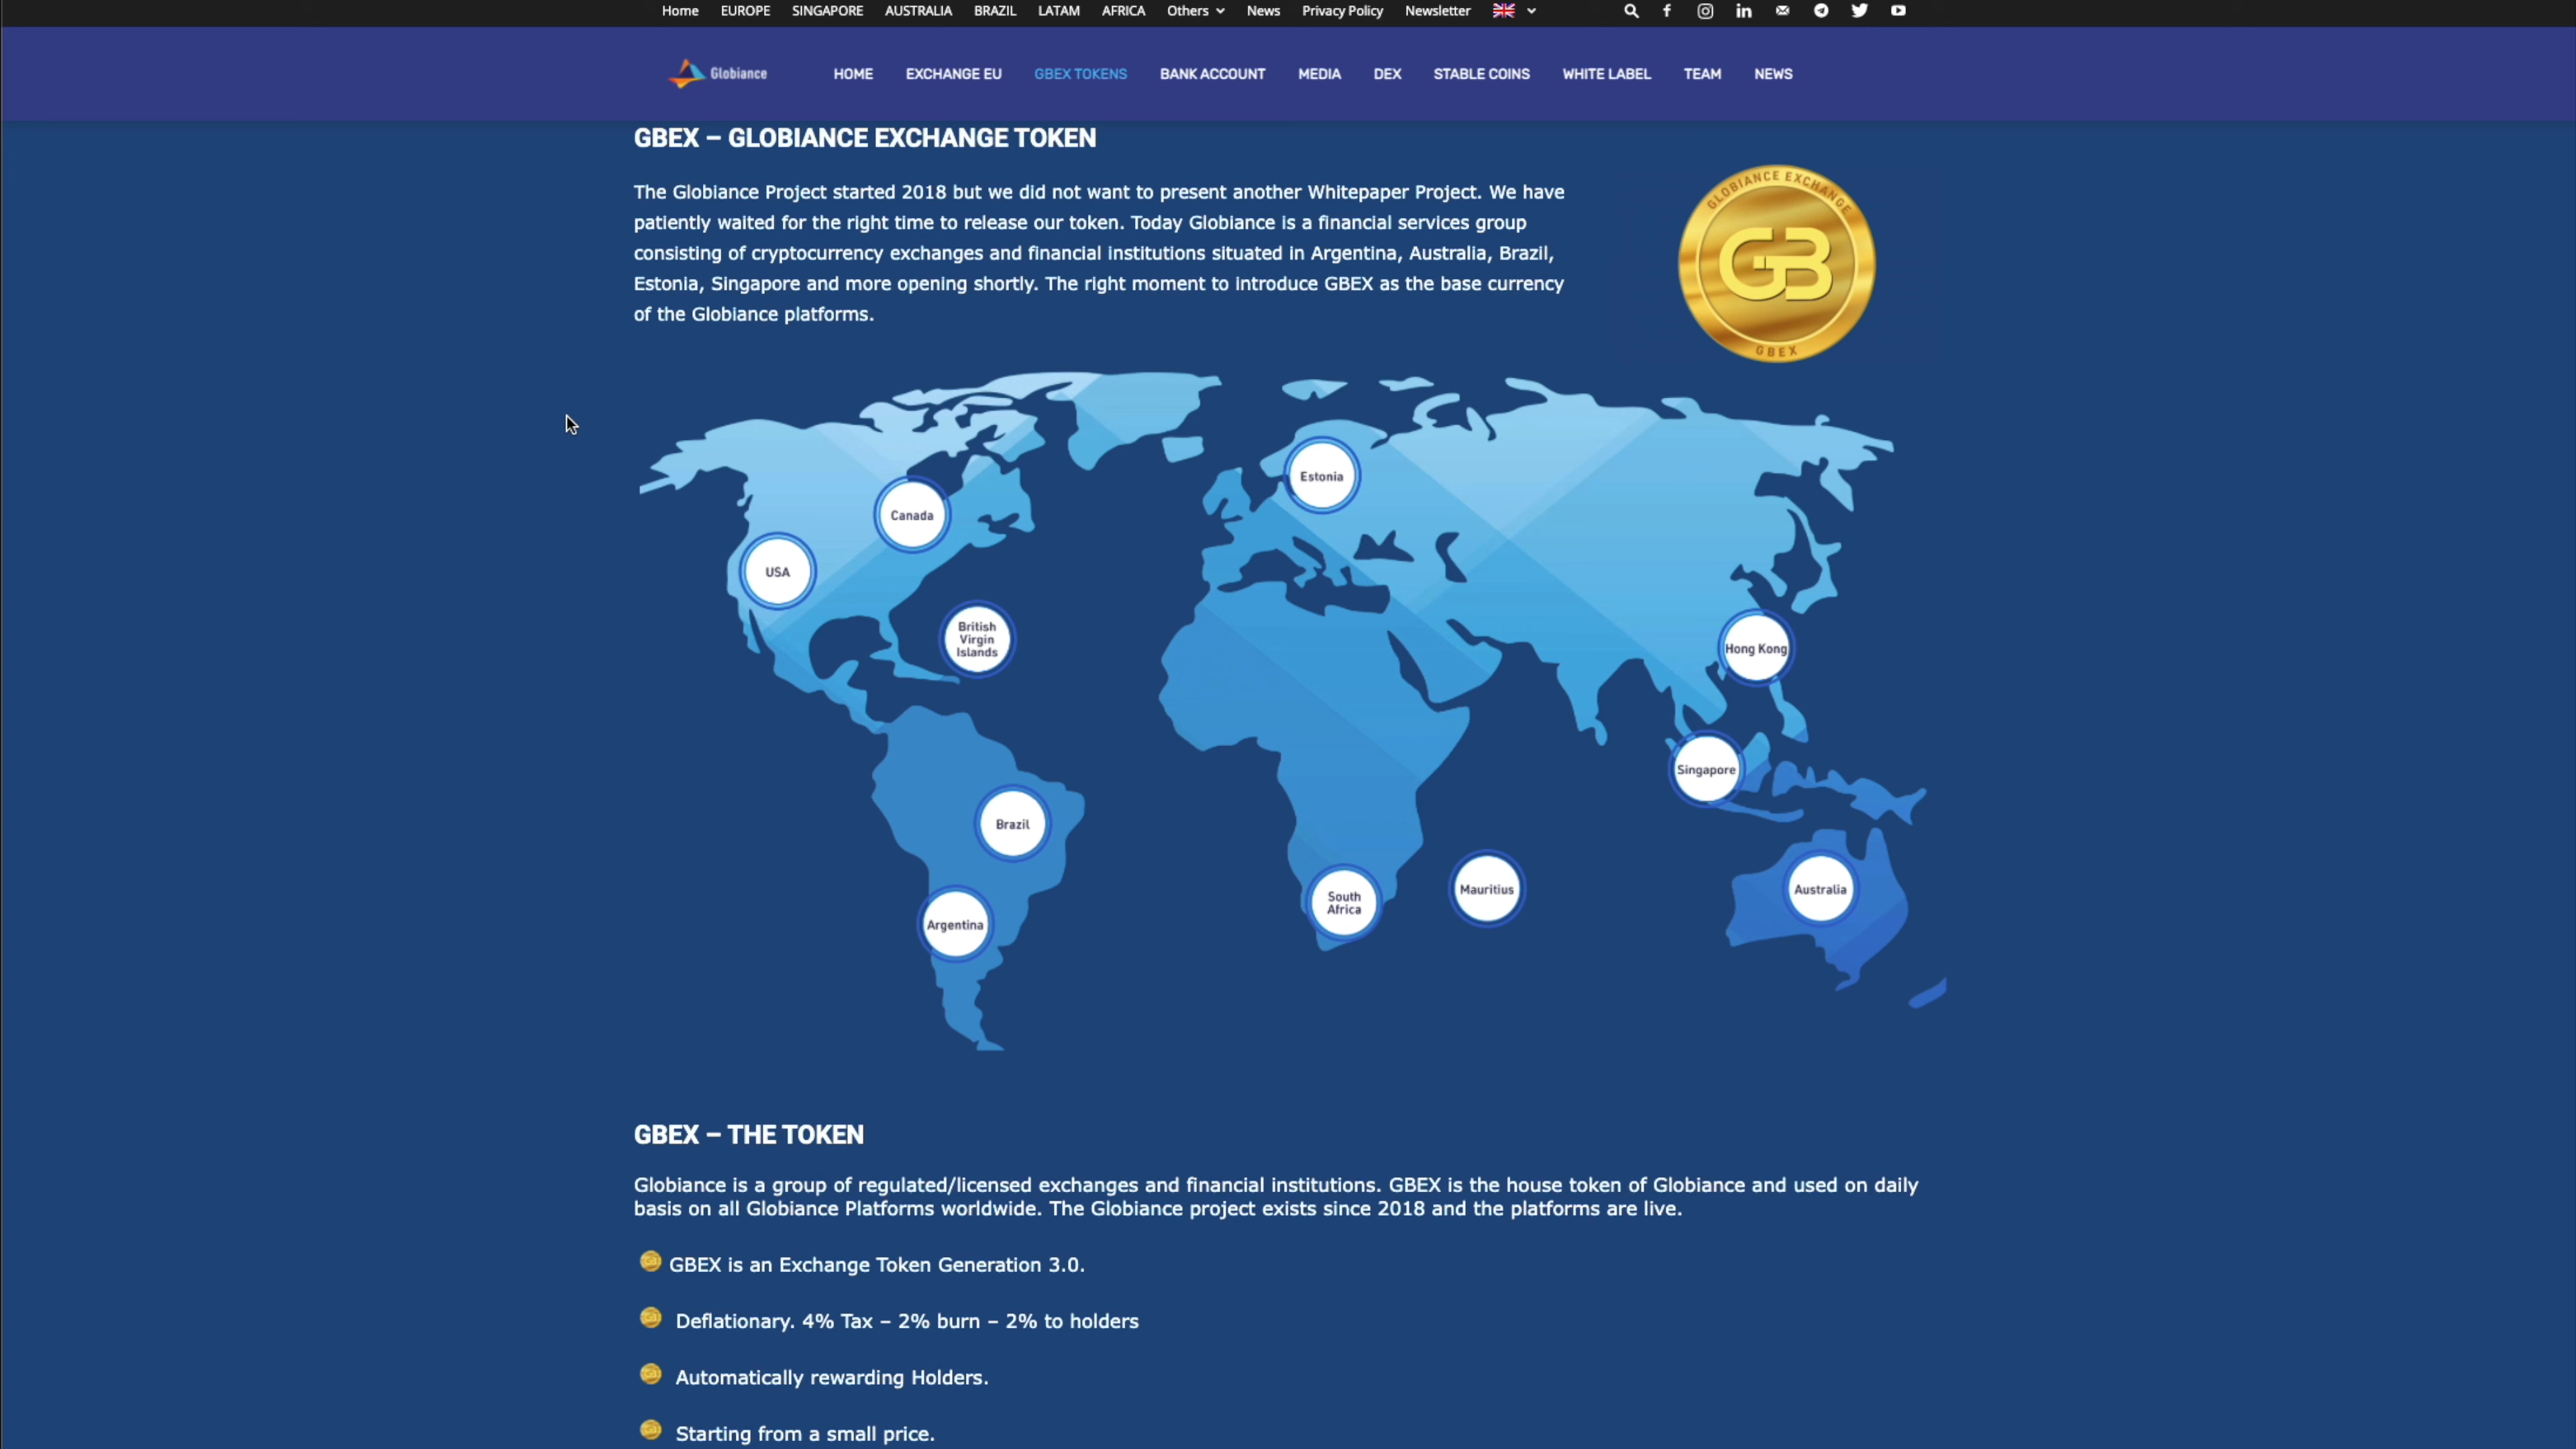 Home EUROPE SINGAPORE AUSTRALIA BRAZIL LATAM AFRICA Others News Privacy Policy Newsletter
Globiance HOME EXCHANGE EU GBEX TOKENS BANK ACCOUNT MEDIA DEX STABLE COINS WHITE LABEL TEAM NEWS
GBEX – GLOBIANCE EXCHANGE TOKEN
The Globiance Project started 2018 but we did not want to present another Whitepaper Project. We have
patiently waited for the right time to release our token. Today Globiance is a financial services group
consisting of cryptocurrency exchanges and financial institutions situated in Argentina, Australia, Brazil,
Estonia, Singapore and more opening shortly. The right moment to introduce GBEX as the base currency
of the Globiance platforms.
GLOBIANCE EXCHANGE
GB
GBEX
Estonia
Canada
USA
British
Virgin
Islands
Hong Kong
Singapore
Brazil
South
Africa
Mauritius
Australia
Argentina
GBEX – THE TOKEN
Globiance is a group of regulated/licensed exchanges and financial institutions. GBEX is the house token of Globiance and used on daily
basis on all Globiance Platforms worldwide. The Globiance project exists since 2018 and the platforms are live.
GBEX is an Exchange Token Generation 3.0.
Deflationary. 4% Tax – 2% burn – 2% to holders
Automatically rewarding Holders.
Starting from a small price.